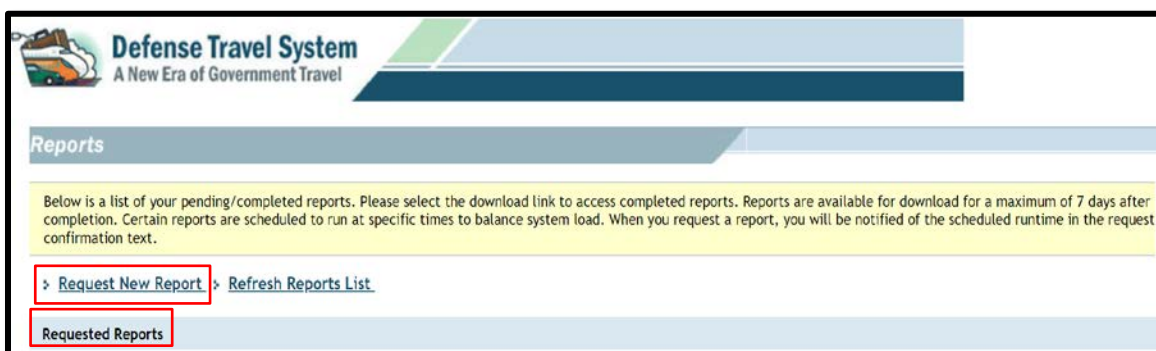 Defense Travel System
A New Era of Government Travel
Reports
Below is a list of your pending/completed reports. Please select the download link to access completed reports. Reports are available for download for a maximum of 7 days after
completion. Certain reports are scheduled to run at specific times to balance system load. When you request a report, you will be notified of the scheduled runtime in the request
confirmation text.
Request New Report Refresh Reports List
Requested Reports